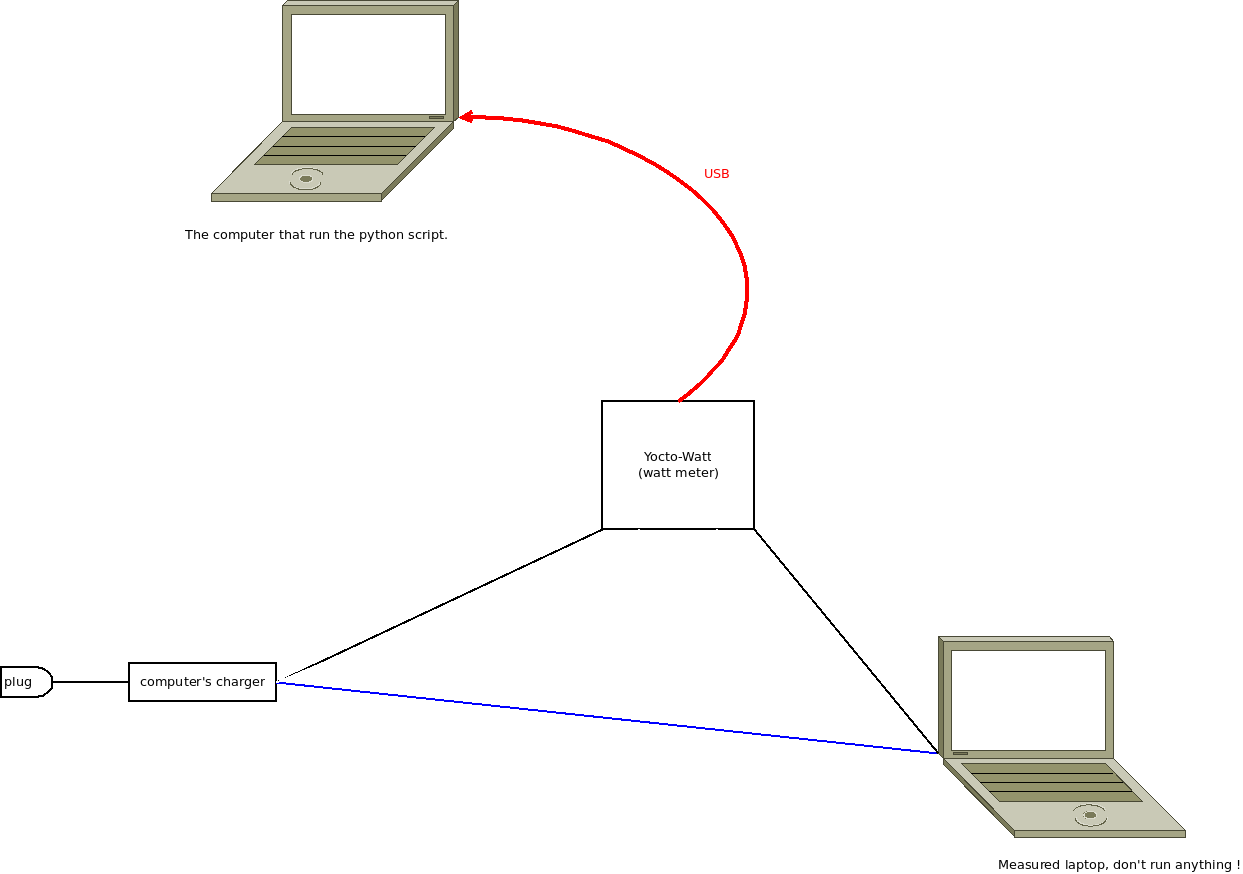 USB
The computer that run the python script.
Yocto-Watt
(watt meter)
plug
computer's charger
Measured laptop, don't run anything !